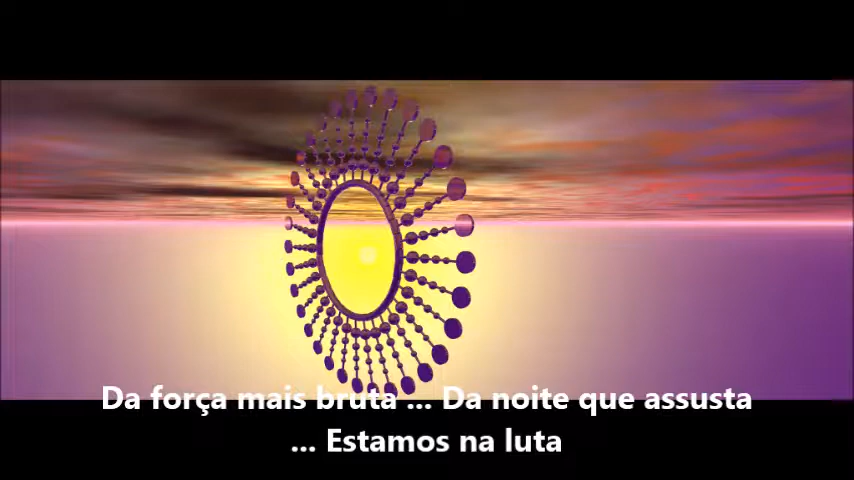 Da força mais bruta ... Da noite que assusta
... Estamos na luta